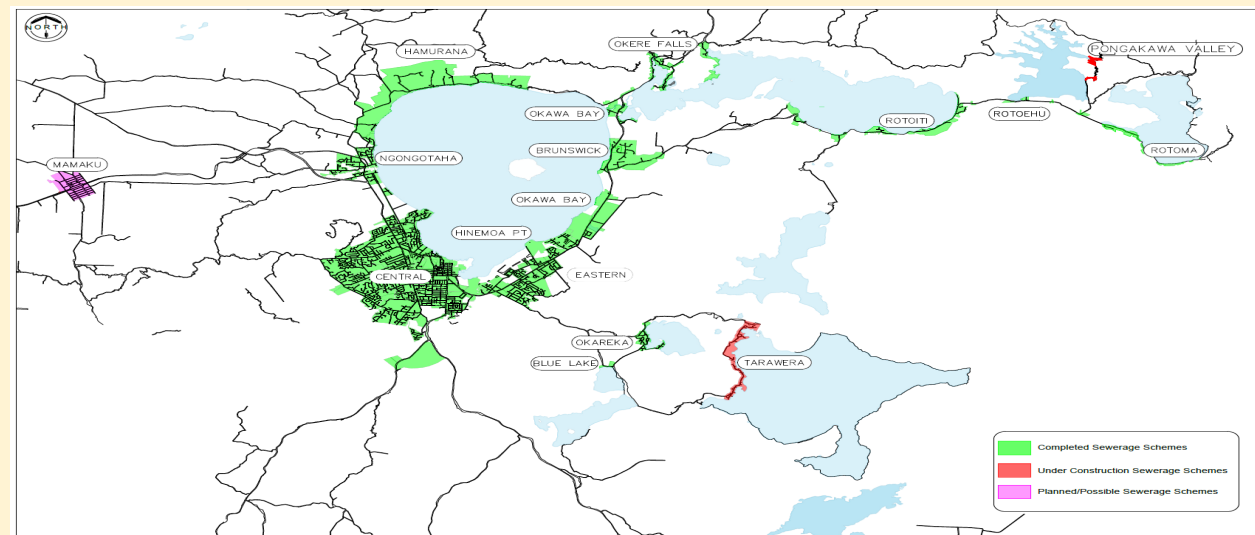 NORTH
HAMURANA
OKERE FALLS
PONGAKAWA VALLEY
OKAWA BAY
ROTOITI
ROTOEHU
MAMAKU
NGONGOTAHA
BRUNSWICK
ROTOMA
OKAWA BAY
HINEMOA PT
CENTRAL
EASTERN
OKAREKA
BLUE LAKE
TARAWERA
Completed Sewerage Schemes
Under Construction Sewerage Schemes
Planned/Possible Sewerage Schemes